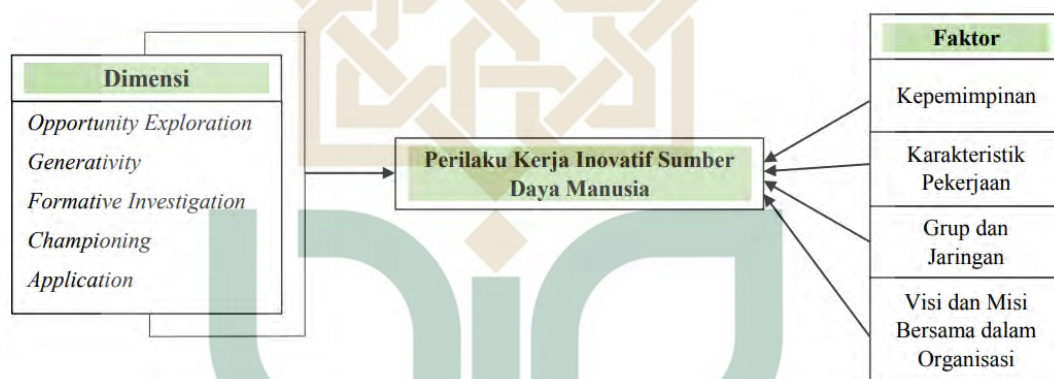 Dimensi
Opportunity Exploration
Generativity
Formative Investigation
Championing
Application
Perilaku Kerja Inovatif Sumber
Daya Manusia
Faktor
Kepemimpinan
Karakteristik
Pekerjaan
Grup dan
Jaringan
Visi dan Misi
Bersama dalam
Organisasi